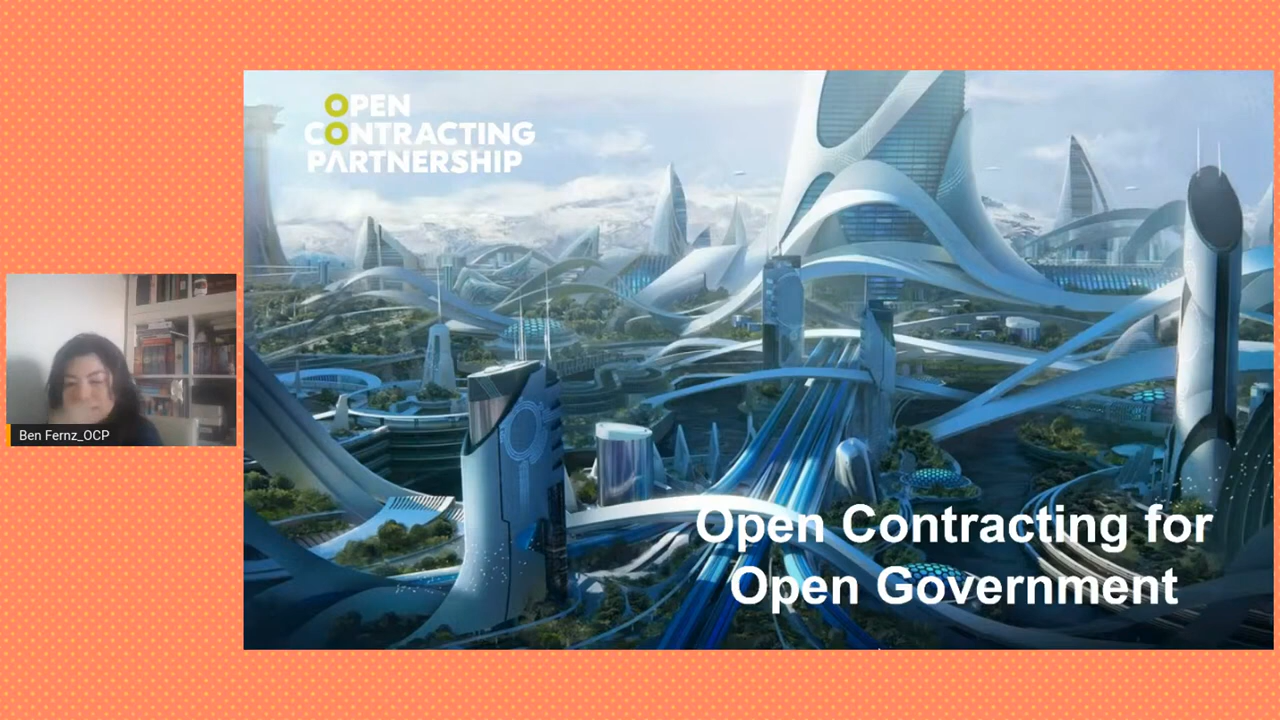 OPEN
CONTRACTING
PARTNERSHIP
Ben Fernz_OCP
Open Contracting for
Open Government